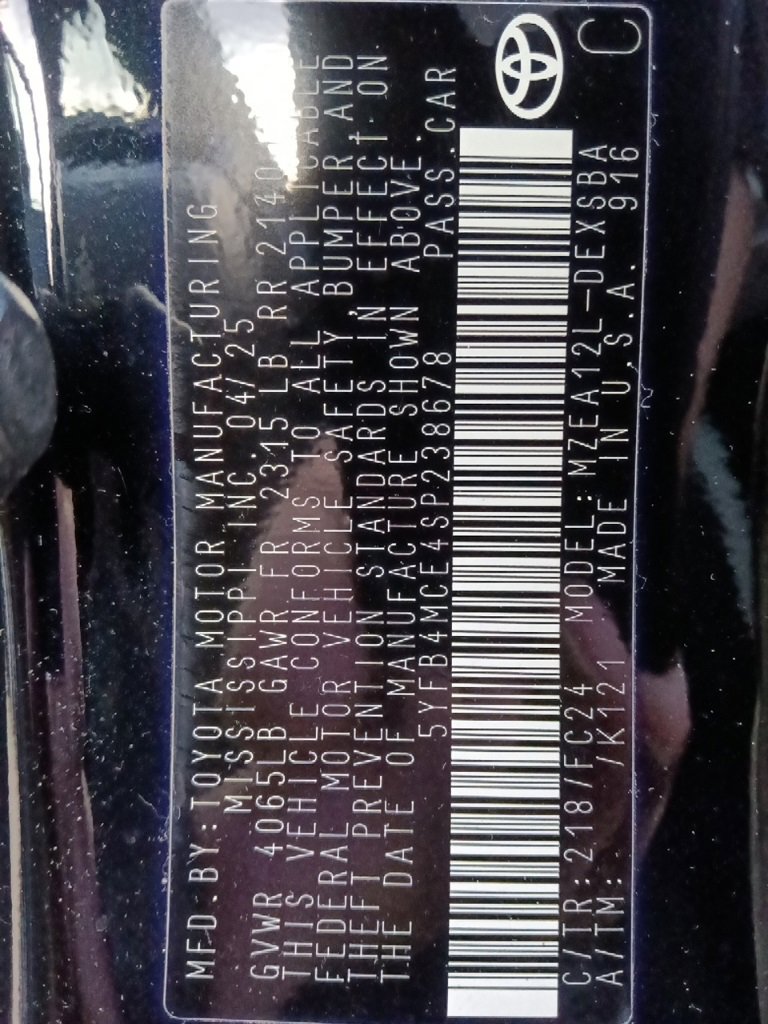 MFD.BY:TOYOTA MOTOR MANUFACTURING
MISSISSIPPI INC.04/25
GVWR 4065LB GAWR FR 2315 LB RR 2140
THIS VEHICLE CONFORMS TO ALL APPLICABLE
FEDERAL MOTOR VEHICLE SAFETY, BUMPER,AND
THEFT PREVENTION STANDARDS IN EFFECT ON
THE DATE OF MANUFACTURE SHOWN ABOVE.
5YFB4MCE4SP238678 PASS.CAR
C/TR:218/FC24 MODEL:MZEA12L-DEXSBA
A/TM: /K121 MADE IN U.S.A. 916 C